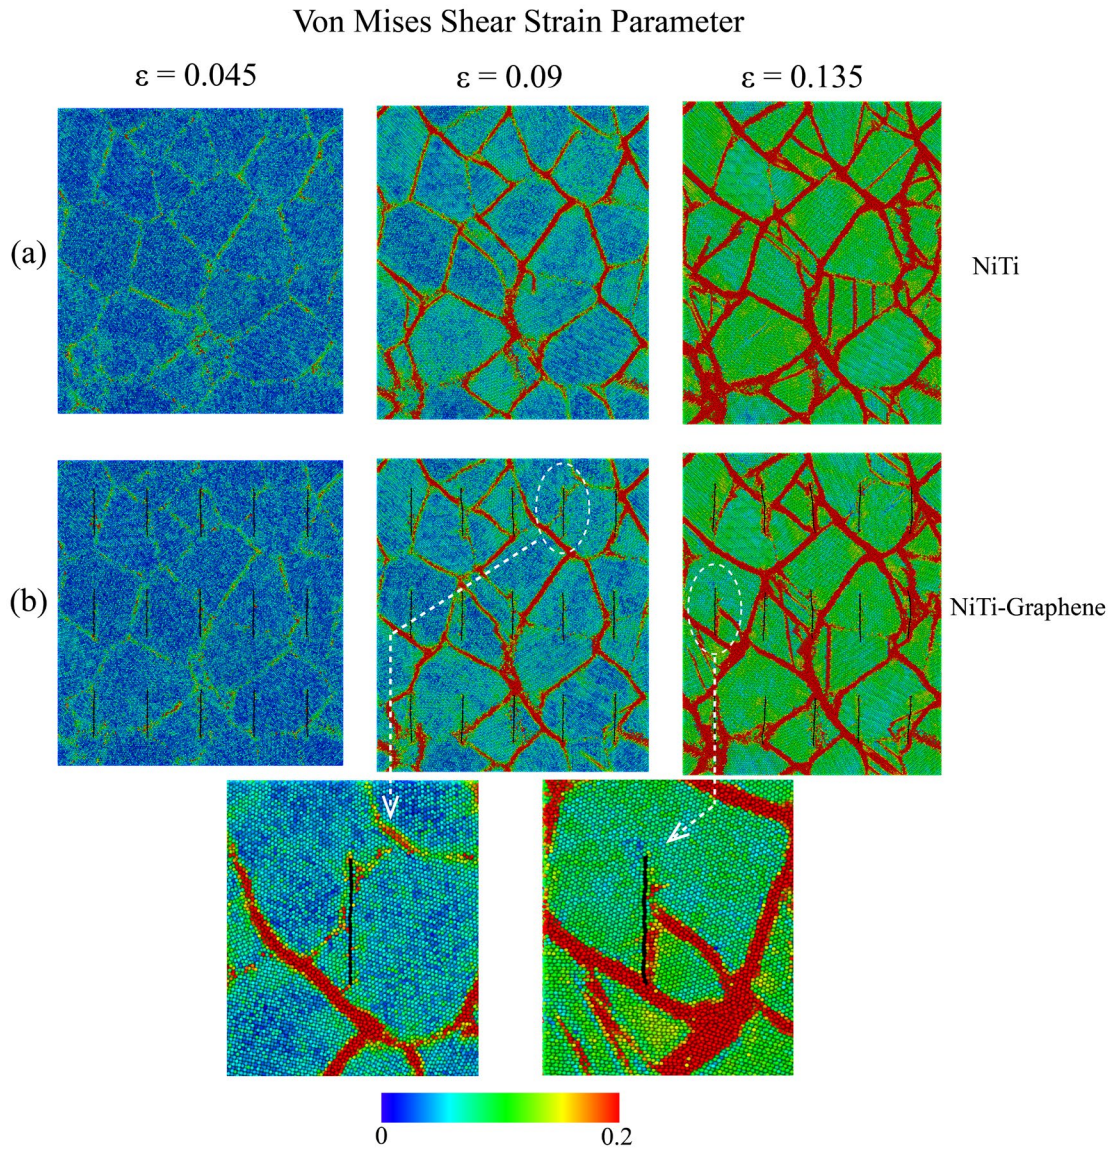 Von Mises Shear Strain Parameter
ε = 0.045
ε = 0.09
ε = 0.135
(a)
NiTi
(b)
NiTi-Graphene
0
0.2